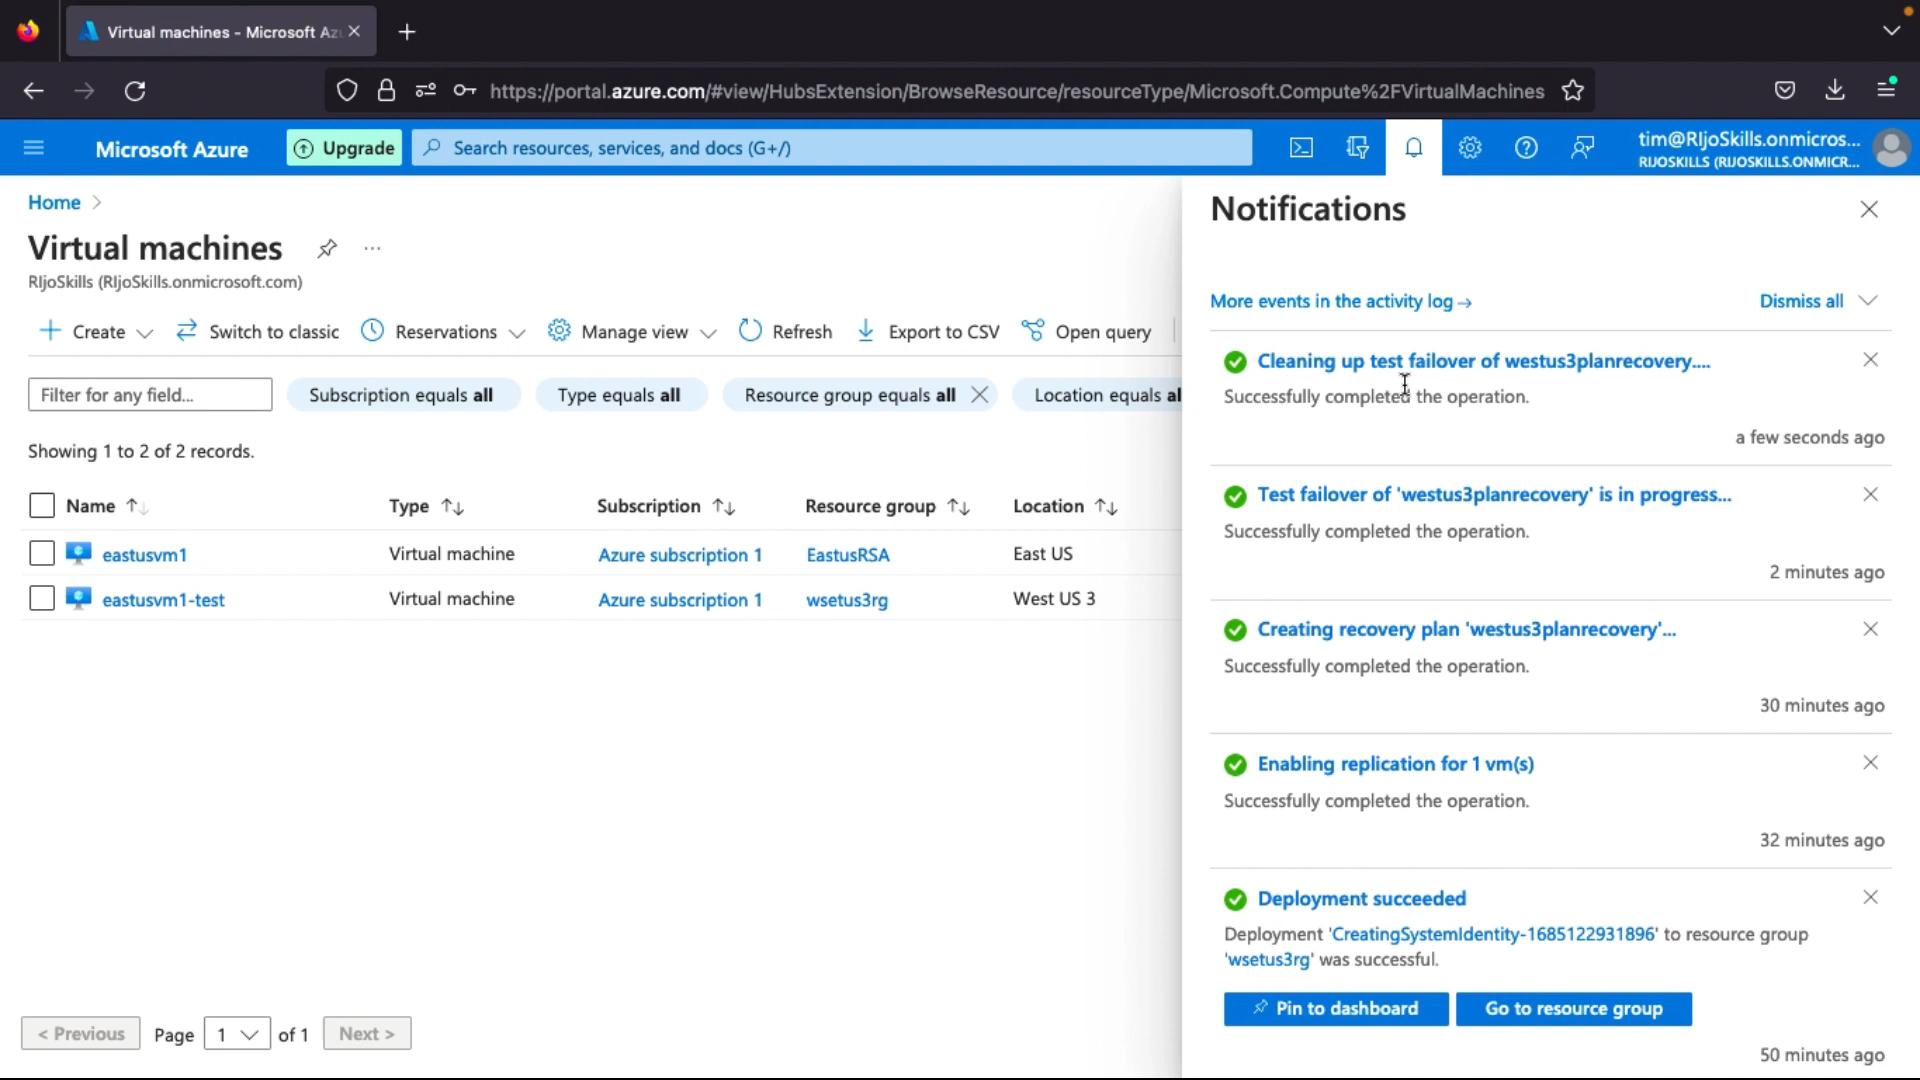 Virtual machines - Microsoft Az
https://portal.azure.com/#view/HubsExtension/BrowseResource/resourceType/Microsoft.Compute%2FVirtualMachines
Microsoft Azure
Upgrade
Search resources, services, and docs (G+/)
tim@RIjoSkills.onmicros...
RIJOSKILLS (RIJOSKILLS.ONMICR...
Home
Virtual machines
...
RIjoSkills (RIjoSkills.onmicrosoft.com)
Create
Switch to classic
Reservations
Manage view
Refresh
Export to CSV
Open query
Filter for any field...
Subscription equals all
Type equals all
Resource group equals all
Location equals al
Showing 1 to 2 of 2 records.
Name
Type
Subscription
Resource group
Location
eastusvm1
Virtual machine
Azure subscription 1
EastusRSA
East US
eastusvm1-test
Virtual machine
Azure subscription 1
wsetus3rg
West US 3
< Previous
Page
1
of 1
Next >
Notifications
More events in the activity log →
Dismiss all
Cleaning up test failover of westus3planrecovery....
Successfully completed the operation.
a few seconds ago
Test failover of 'westus3planrecovery' is in progress...
Successfully completed the operation.
2 minutes ago
Creating recovery plan 'westus3planrecovery'...
Successfully completed the operation.
30 minutes ago
Enabling replication for 1 vm(s)
Successfully completed the operation.
32 minutes ago
Deployment succeeded
Deployment 'CreatingSystemIdentity-1685122931896' to resource group
'wsetus3rg' was successful.
Pin to dashboard
Go to resource group
50 minutes ago